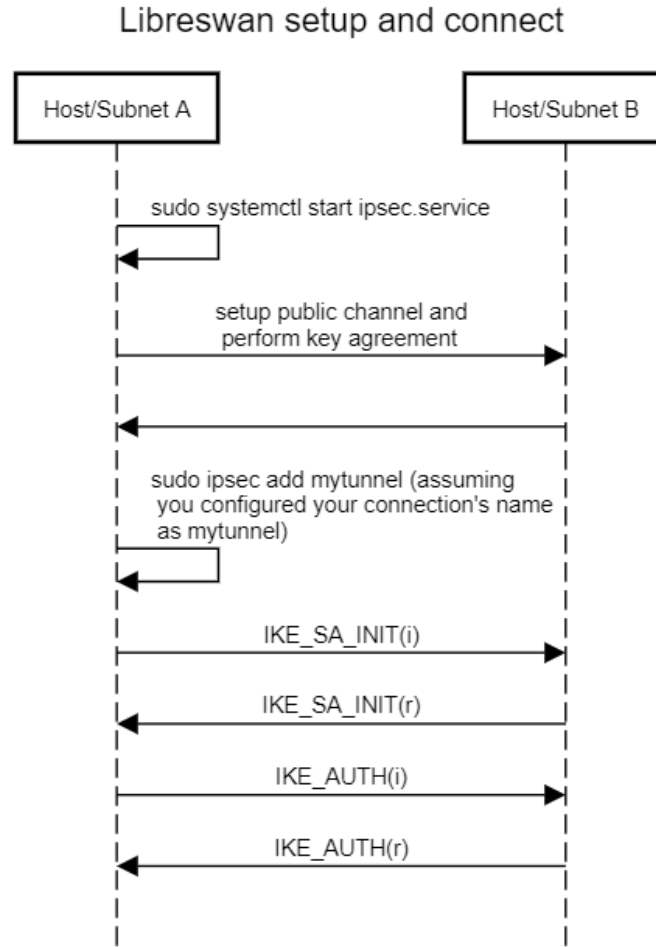 Libreswan setup and connect
Host/Subnet A
Host/Subnet B
sudo systemctl start ipsec.service
setup public channel and
perform key agreement
sudo ipsec add mytunnel (assuming
you configured your connection's name
as mytunnel)
IKE_SA_INIT(i)
IKE_SA_INIT(r)
IKE_AUTH(i)
IKE_AUTH(r)